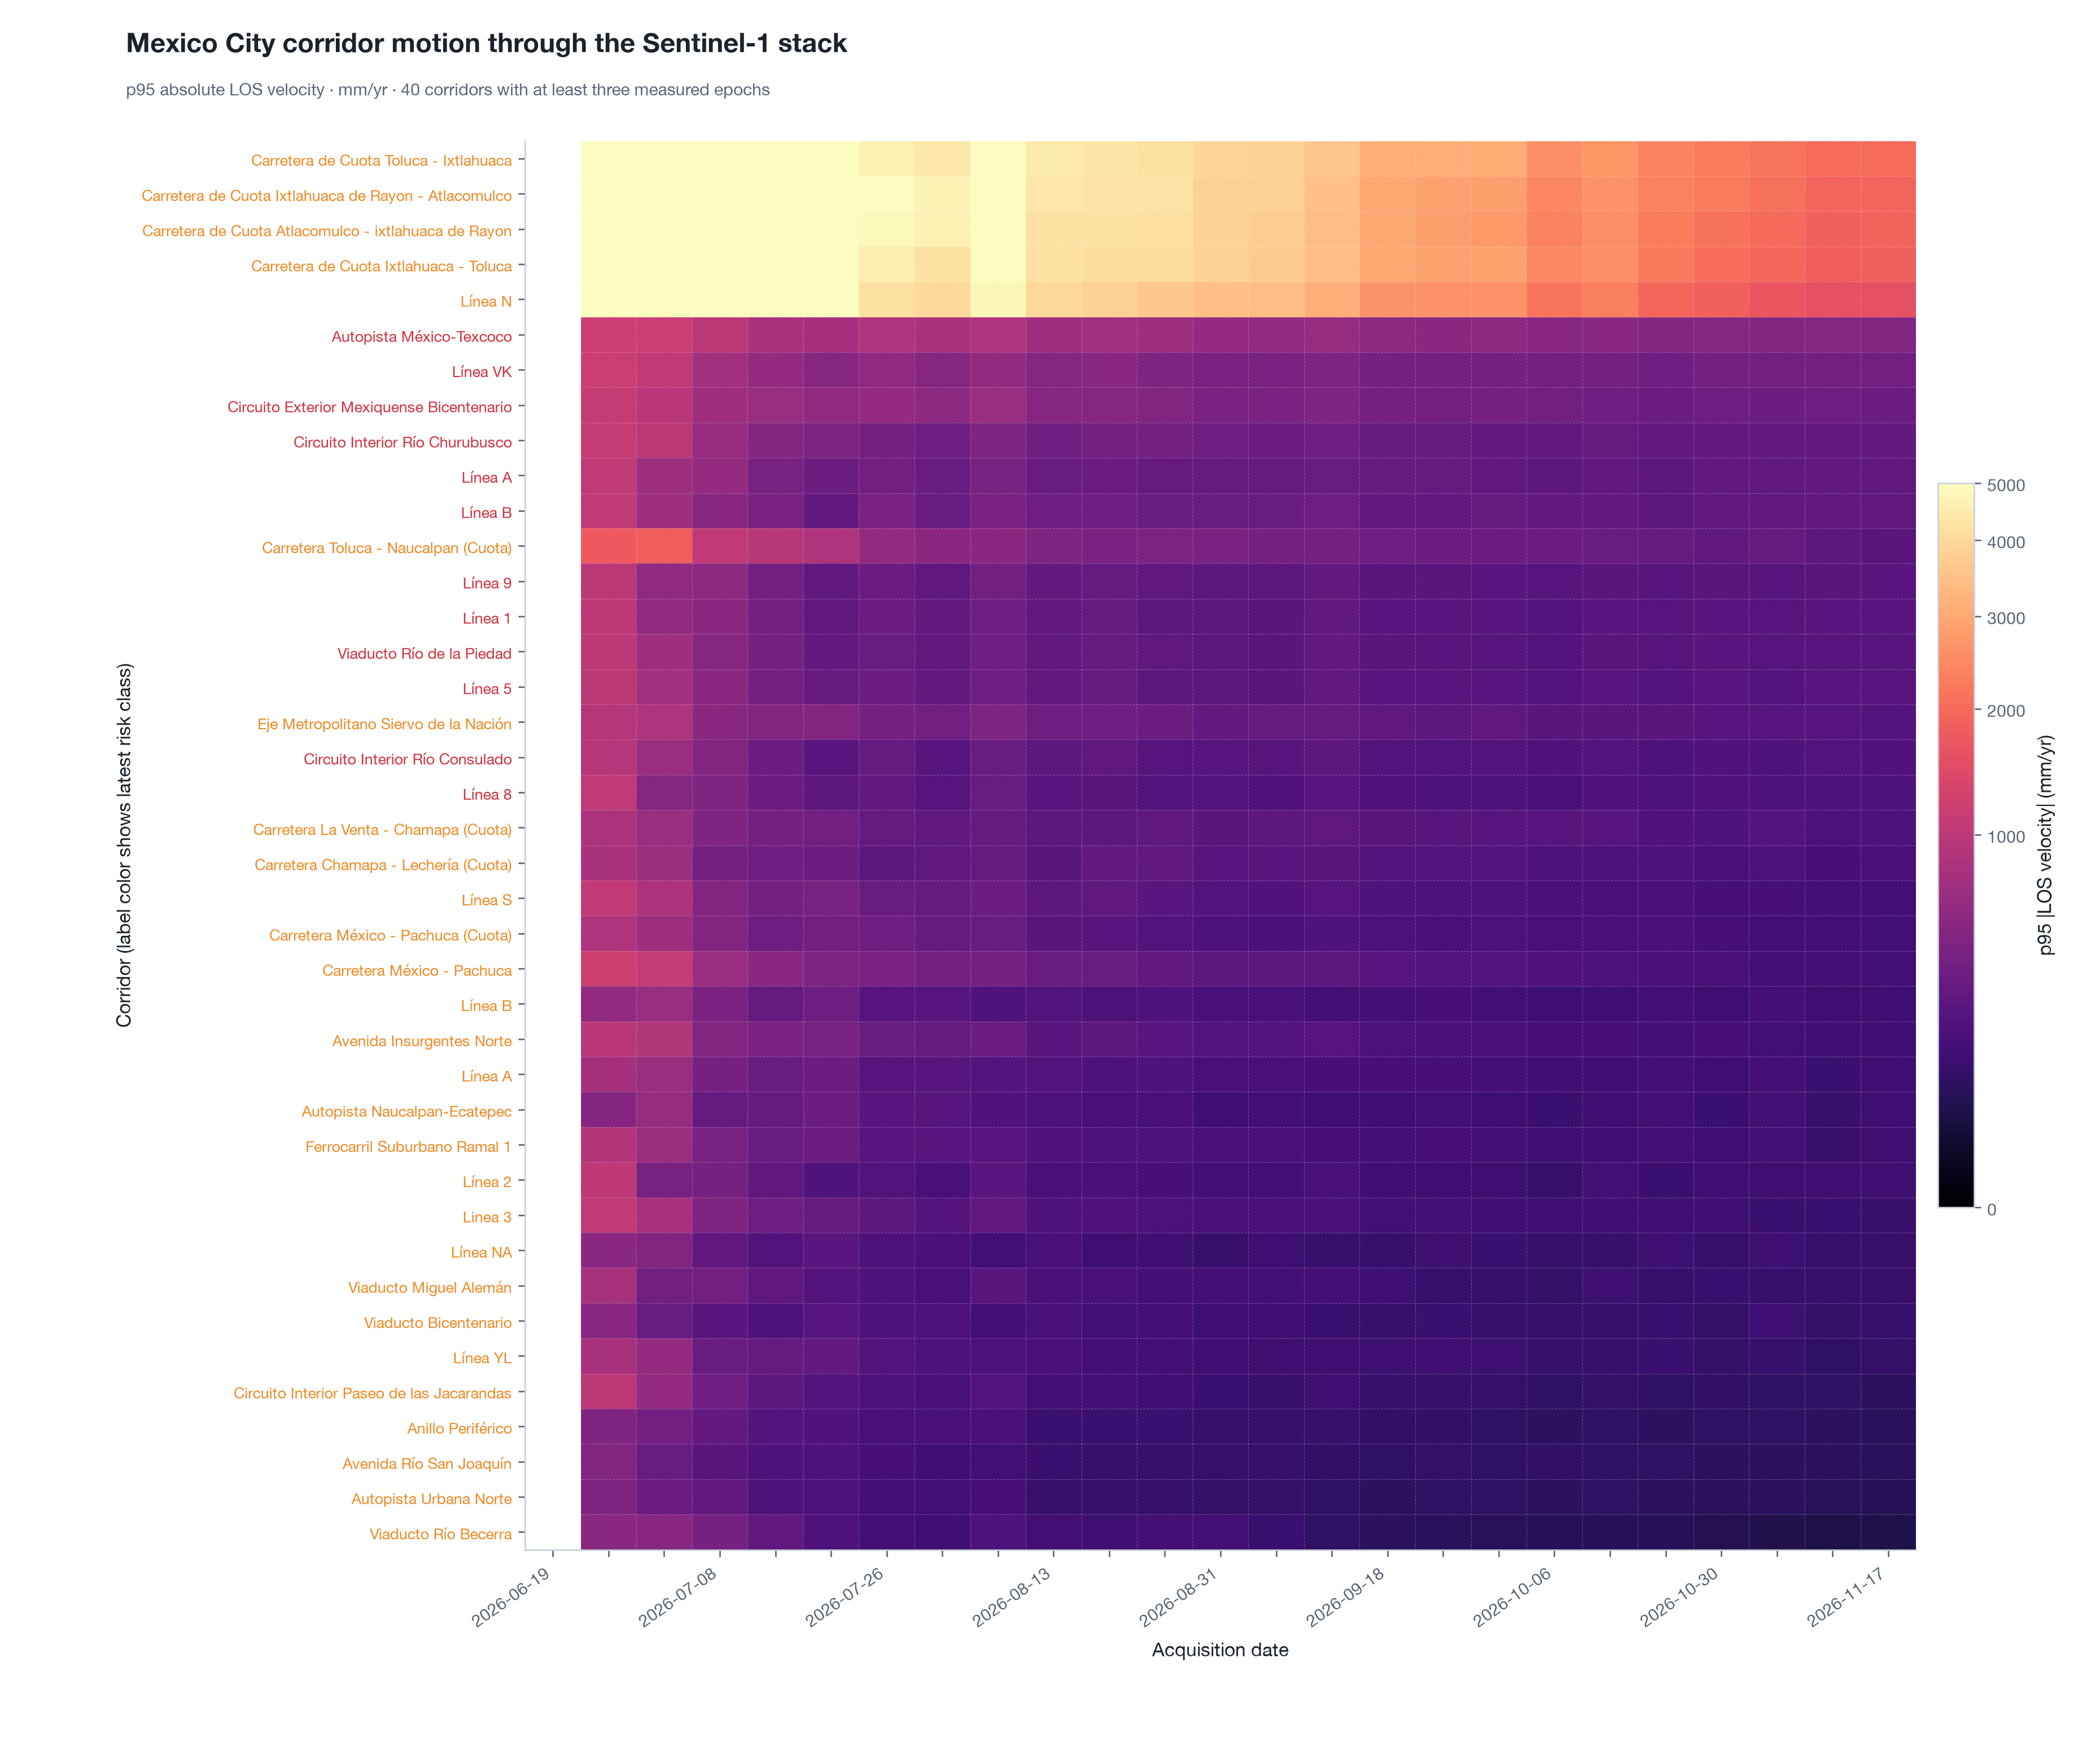 Mexico City corridor motion through the Sentinel-1 stack
p95 absolute LOS velocity · mm/yr · 40 corridors with at least three measured epochs
Corridor (label color shows latest risk class)
Carretera de Cuota Toluca - Ixtlahuaca
Carretera de Cuota Ixtlahuaca de Rayon - Atlacomulco
Carretera de Cuota Atlacomulco - ixtlahuaca de Rayon
Carretera de Cuota Ixtlahuaca - Toluca
Línea N
Autopista México-Texcoco
Línea VK
Circuito Exterior Mexiquense Bicentenario
Circuito Interior Río Churubusco
Línea A
Línea B
Carretera Toluca - Naucalpan (Cuota)
Línea 9
Línea 1
Viaducto Río de la Piedad
Línea 5
Eje Metropolitano Siervo de la Nación
Circuito Interior Río Consulado
Línea 8
Carretera La Venta - Chamapa (Cuota)
Carretera Chamapa - Lechería (Cuota)
Línea S
Carretera México - Pachuca (Cuota)
Carretera México - Pachuca
Línea B
Avenida Insurgentes Norte
Línea A
Autopista Naucalpan-Ecatepec
Ferrocarril Suburbano Ramal 1
Línea 2
Linea 3
Línea NA
Viaducto Miguel Alemán
Viaducto Bicentenario
Línea YL
Circuito Interior Paseo de las Jacarandas
Anillo Periférico
Avenida Río San Joaquín
Autopista Urbana Norte
Viaducto Río Becerra
2026-06-19
2026-07-08
2026-07-26
2026-08-13
2026-08-31
2026-09-18
2026-10-06
2026-10-30
2026-11-17
Acquisition date
5000
4000
3000
2000
1000
0
p95 |LOS velocity| (mm/yr)